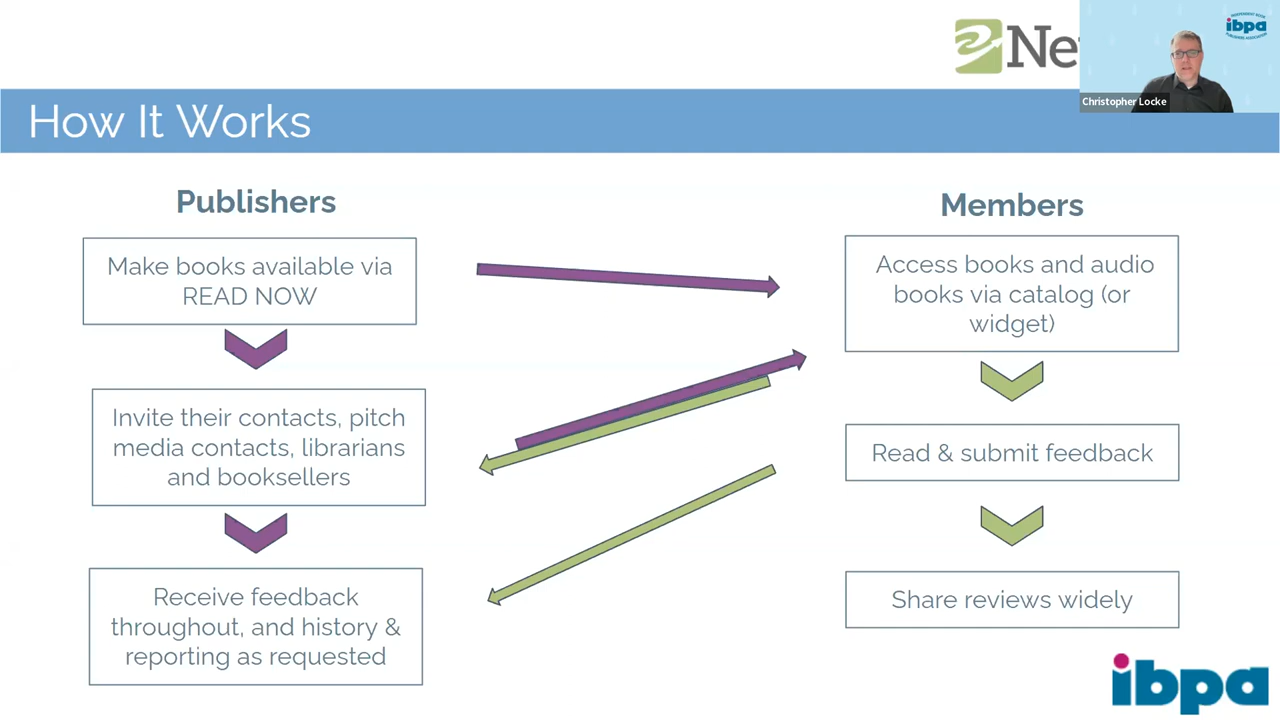 Ne
ibpa
Christopher Locke
How It Works
Publishers
Members
Make books available via
READ NOW
Access books and audio
books via catalog (or
widget)
Invite their contacts, pitch
media contacts, librarians
and booksellers
Read & submit feedback
Receive feedback
throughout, and history &
reporting as requested
Share reviews widely
ibpa